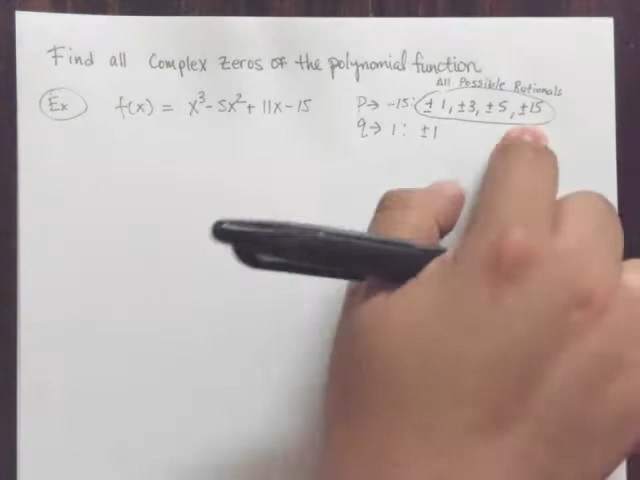 Find all Complex zeros of the polynomial function
All Possible Rationals
Ex f(x) = x³ - 5x² + 11x - 15 P → -15: ± 1, ± 3, ± 5, ± 15
q → 1: ± 1